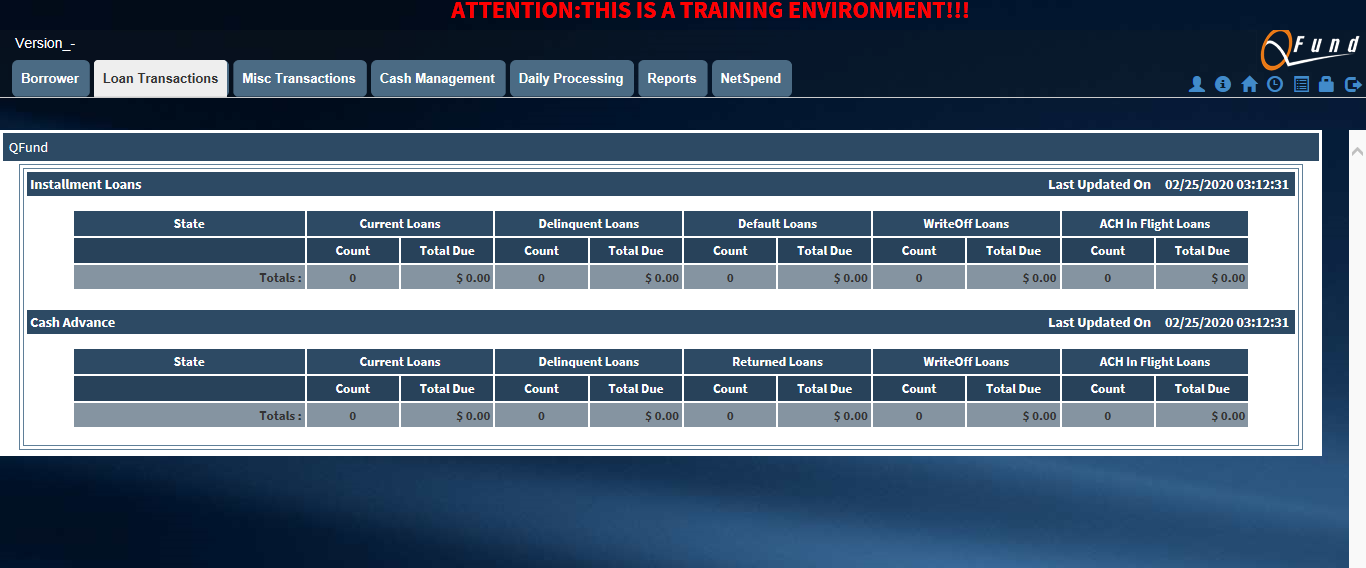 ATTENTION:THIS IS A TRAINING ENVIRONMENT!!!
Version_-
QFund
Borrower Loan Transactions Misc Transactions Cash Management Daily Processing Reports NetSpend
QFund
Installment Loans Last Updated On 02/25/2020 03:12:31
State Current Loans Delinquent Loans Default Loans WriteOff Loans ACH In Flight Loans
Count Total Due Count Total Due Count Total Due Count Total Due Count Total Due
Totals : 0 $ 0.00 0 $ 0.00 0 $ 0.00 0 $ 0.00 0 $ 0.00
Cash Advance Last Updated On 02/25/2020 03:12:31
State Current Loans Delinquent Loans Returned Loans WriteOff Loans ACH In Flight Loans
Count Total Due Count Total Due Count Total Due Count Total Due Count Total Due
Totals : 0 $ 0.00 0 $ 0.00 0 $ 0.00 0 $ 0.00 0 $ 0.00